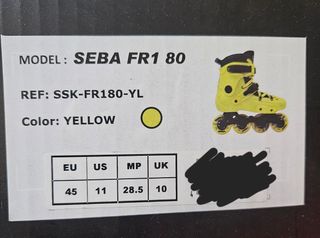 MODEL : SEBA FR1 80
REF: SSK-FR180-YL
Color: YELLOW
EU US MP UK
45 11 28.5 10